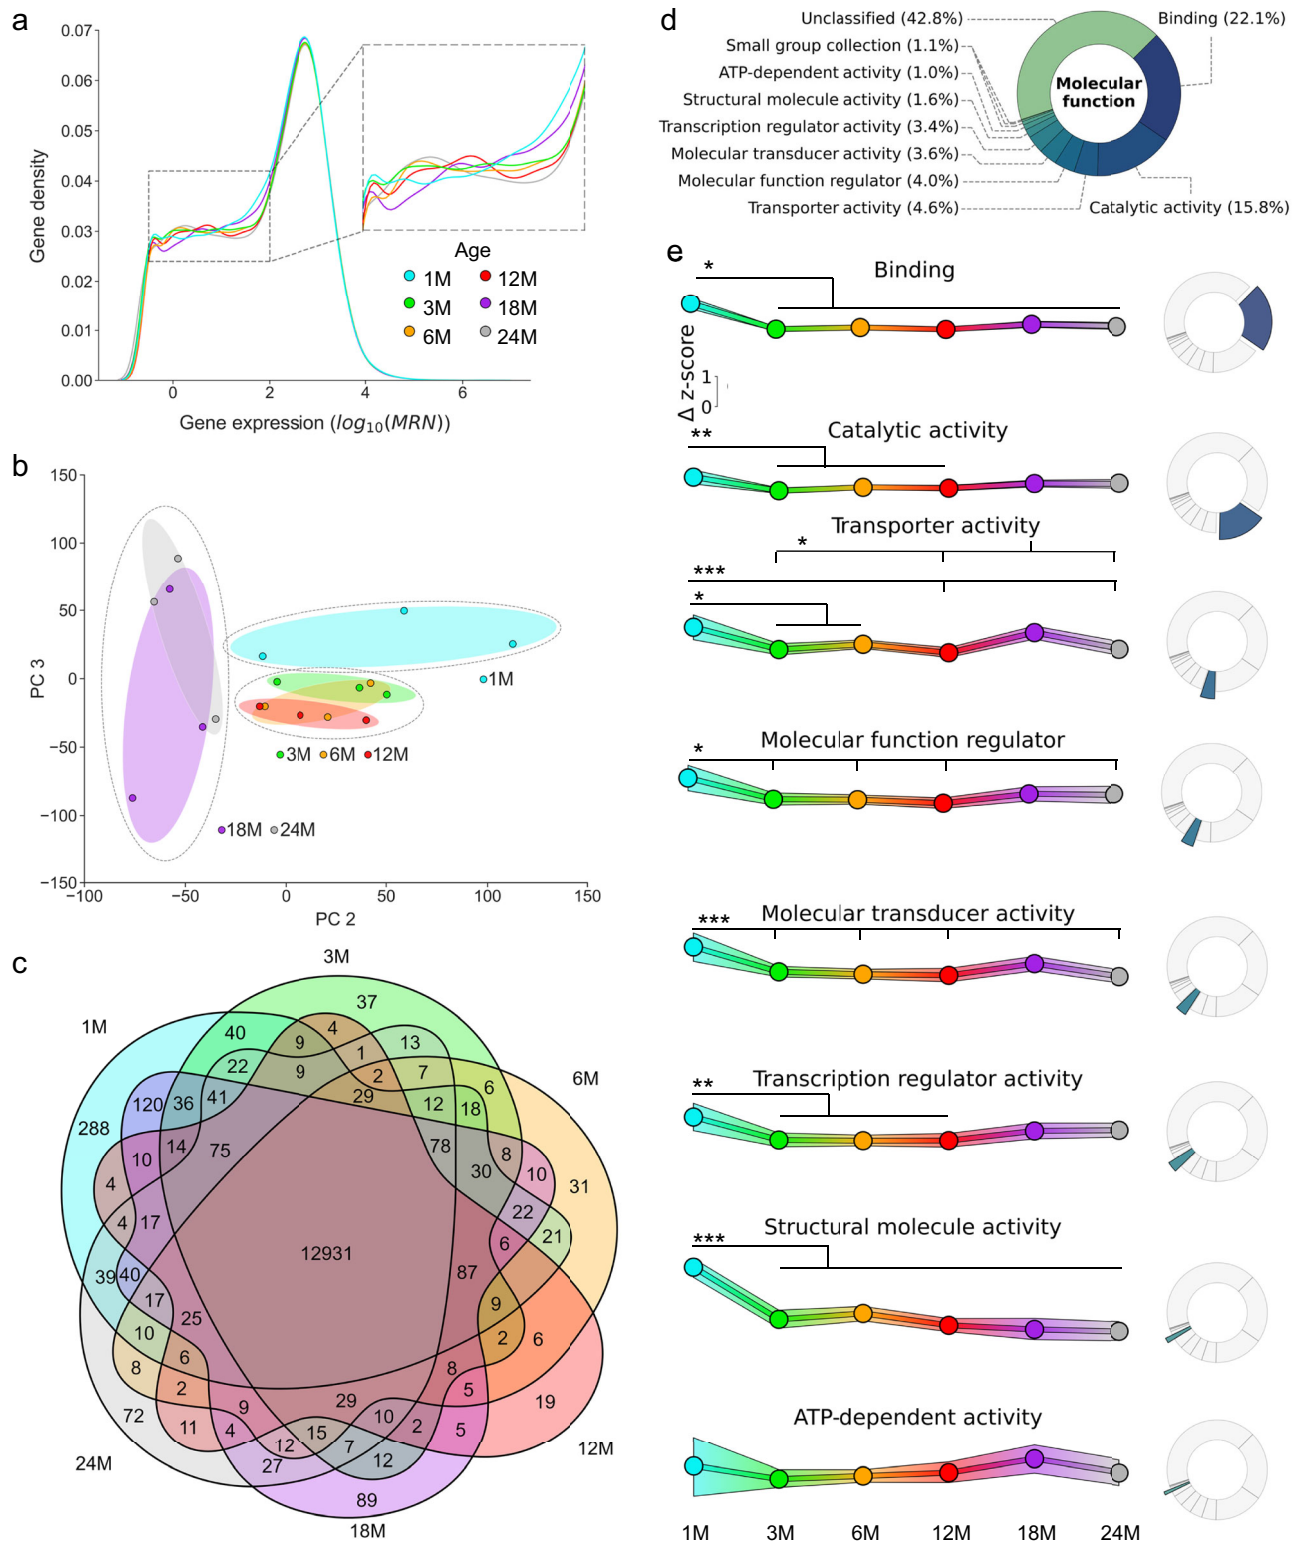 a
0.07
0.06
0.05
0.04
0.03
0.02
0.01
0.00
Gene density
0
2
4
6
Gene expression (log10(MRN))
Age
1M
12M
3M
18M
6M
24M
b
150
100
50
0
−50
−100
−150
PC 3
−100
−50
0
50
100
150
PC 2
1M
3M
6M
12M
18M
24M
c
3M
1M
6M
12M
18M
24M
37
40
9
4
1
13
22
9
2
7
6
29
12
18
120
36
41
288
14
75
78
8
10
30
10
31
4
22
21
4
17
6
12931
39
40
87
17
25
9
10
2
6
6
8
8
2
5
29
19
72
9
10
11
4
15
2
5
12
7
27
12
89
d
Unclassified (42.8%)
Binding (22.1%)
Small group collection (1.1%)
ATP-dependent activity (1.0%)
Structural molecule activity (1.6%)
Transcription regulator activity (3.4%)
Molecular transducer activity (3.6%)
Molecular function regulator (4.0%)
Transporter activity (4.6%)
Catalytic activity (15.8%)
Molecular
function
e
*
Binding
Δ z-score
1
0
**
Catalytic activity
Transporter activity
*
***
*
Molecular function regulator
*
Molecular transducer activity
***
Transcription regulator activity
**
Structural molecule activity
***
ATP-dependent activity
1M
3M
6M
12M
18M
24M